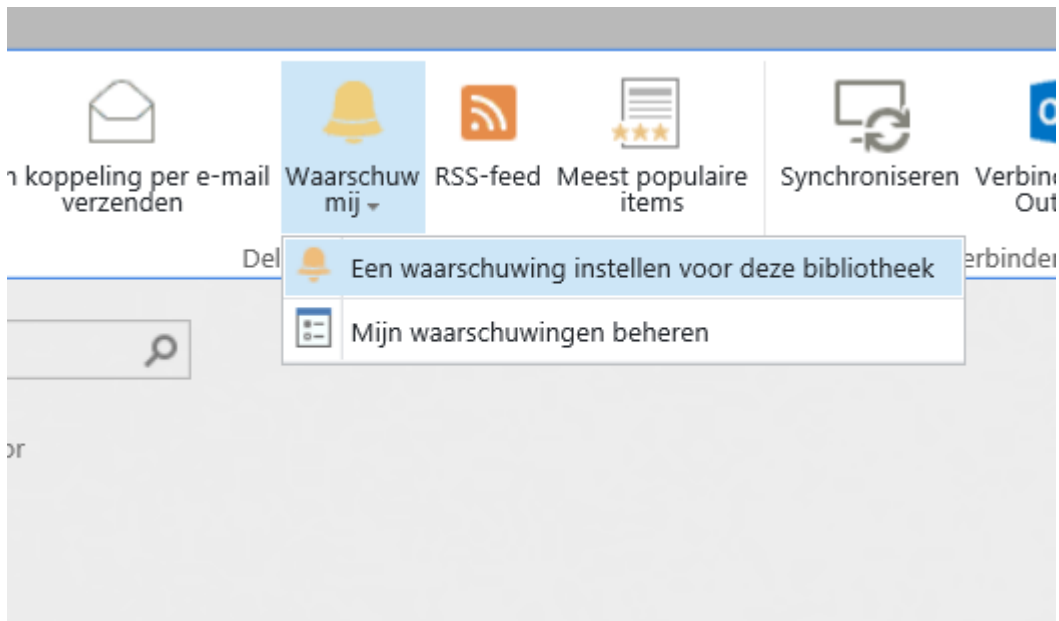 koppeling per e-mail
verzenden
Waarschuw
mij
RSS-feed
Meest populaire
items
Synchroniseren
Een waarschuwing instellen voor deze bibliotheek
Mijn waarschuwingen beheren